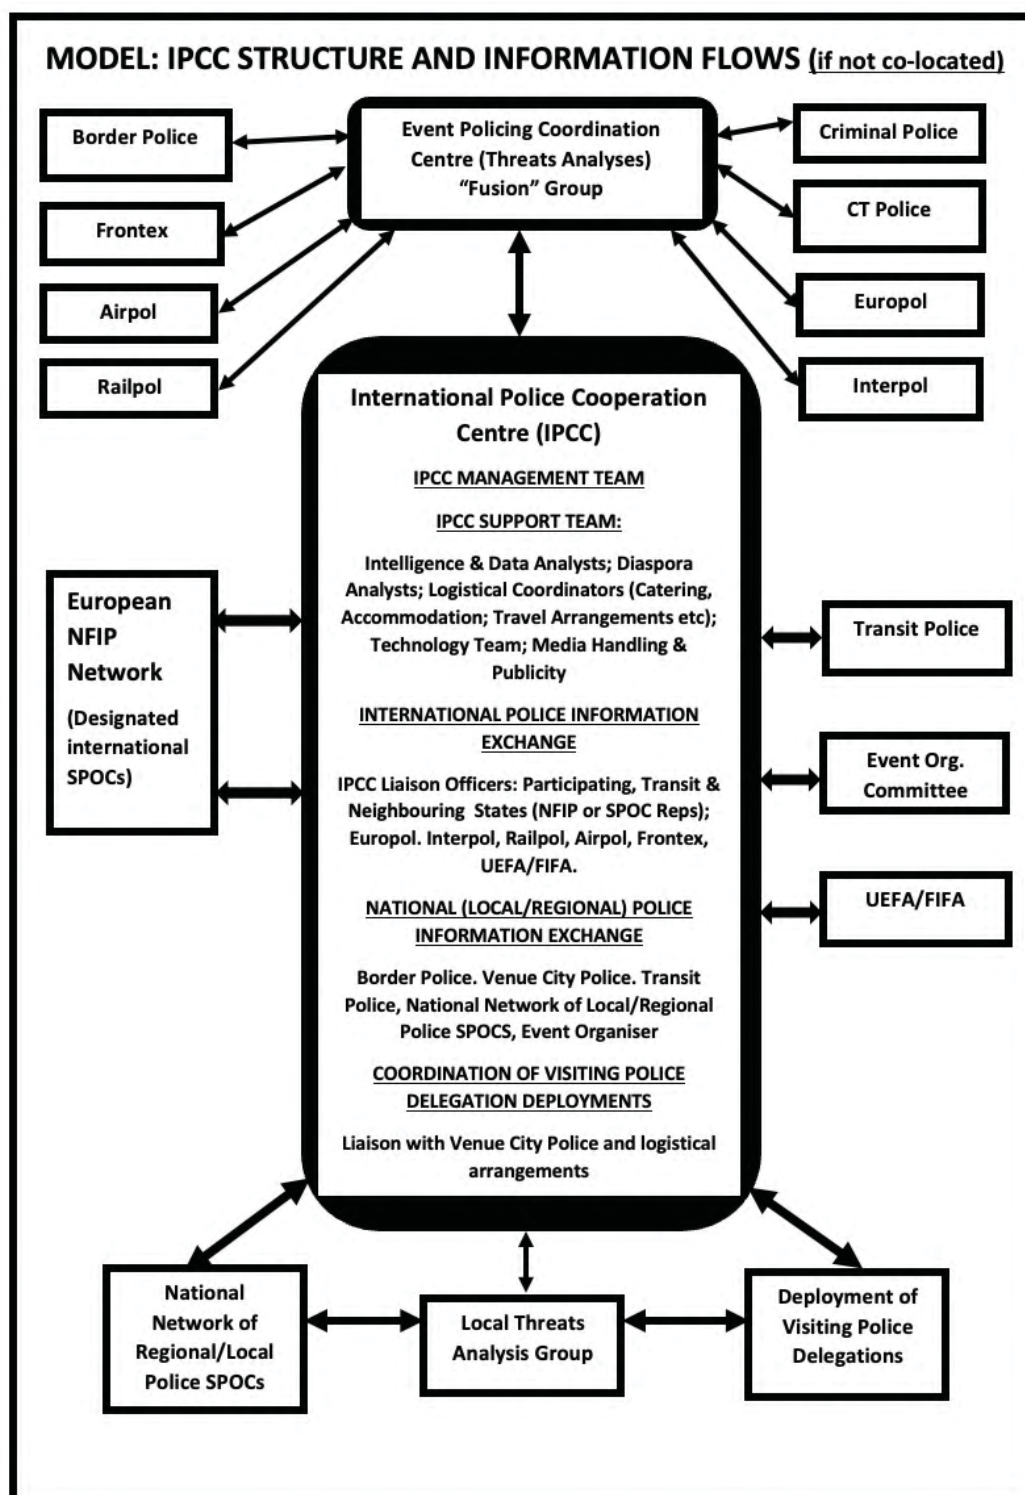 MODEL: IPCC STRUCTURE AND INFORMATION FLOWS (if not co-located)
Border Police
Frontex
Airpol
Railpol
Event Policing Coordination
Centre (Threats Analyses)
“Fusion” Group
Criminal Police
CT Police
Europol
Interpol
International Police Cooperation
Centre (IPCC)
IPCC MANAGEMENT TEAM
IPCC SUPPORT TEAM:
Intelligence & Data Analysts; Diaspora
Analysts; Logistical Coordinators (Catering,
Accommodation; Travel Arrangements etc);
Technology Team; Media Handling &
Publicity
INTERNATIONAL POLICE INFORMATION
EXCHANGE
IPCC Liaison Officers: Participating, Transit &
Neighbouring States (NFIP or SPOC Reps);
Europol. Interpol, Railpol, Airpol, Frontex,
UEFA/FIFA.
NATIONAL (LOCAL/REGIONAL) POLICE
INFORMATION EXCHANGE
Border Police. Venue City Police. Transit
Police, National Network of Local/Regional
Police SPOCS, Event Organiser
COORDINATION OF VISITING POLICE
DELEGATION DEPLOYMENTS
Liaison with Venue City Police and logistical
arrangements
European
NFIP
Network
(Designated
international
SPOCs)
Transit Police
Event Org.
Committee
UEFA/FIFA
National
Network of
Regional/Local
Police SPOCs
Local Threats
Analysis Group
Deployment of
Visiting Police
Delegations